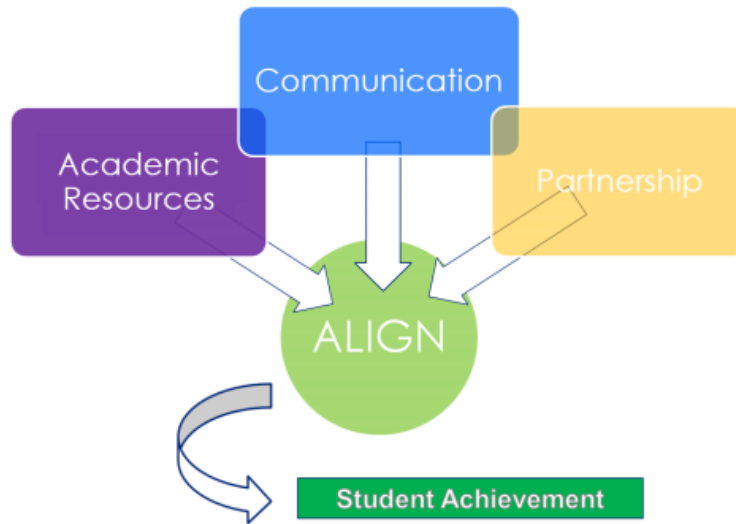 Communication
Academic
Resources
Partnership
ALIGN
Student Achievement